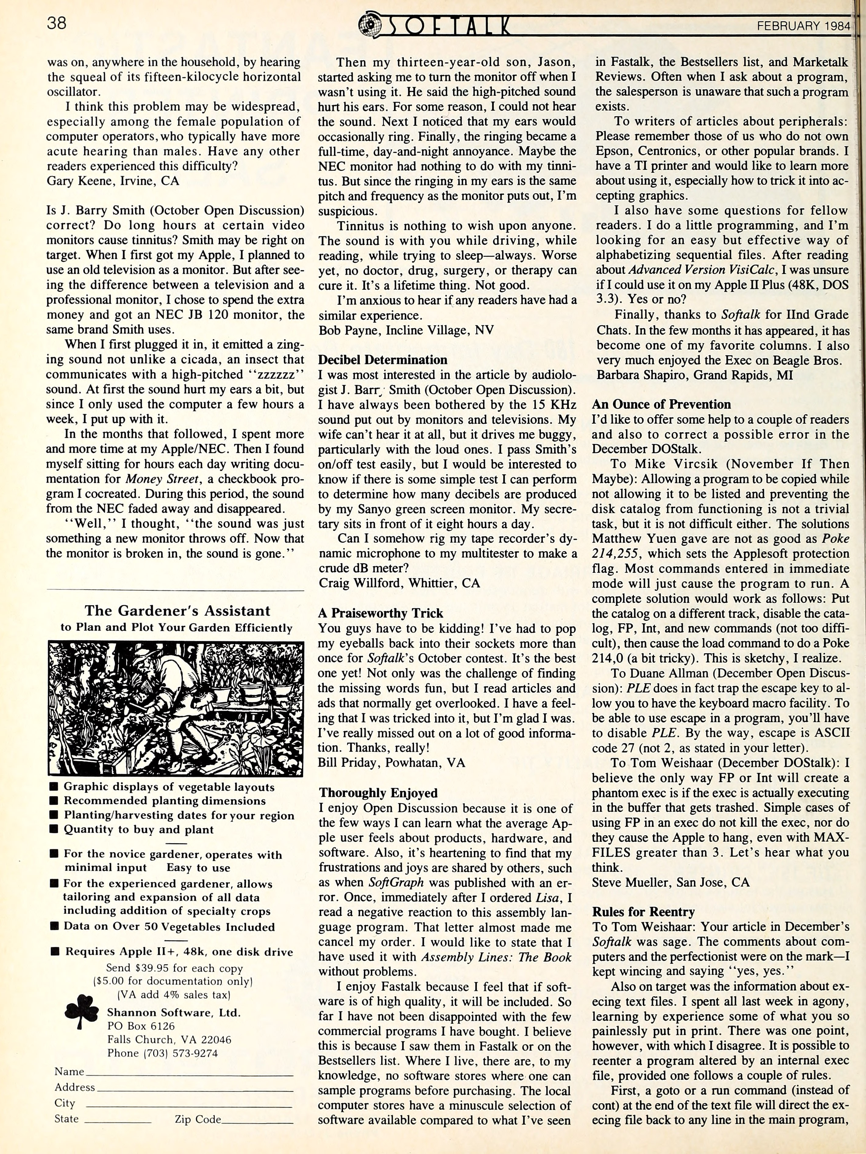 38
SOFTALK
FEBRUARY 1984
was on, anywhere in the household, by hearing
the squeal of its fifteen-kilocycle horizontal
oscillator.
I think this problem may be widespread,
especially among the female population of
computer operators, who typically have more
acute hearing than males. Have any other
readers experienced this difficulty?
Gary Keene, Irvine, CA
Is J. Barry Smith (October Open Discussion)
correct? Do long hours at certain video
monitors cause tinnitus? Smith may be right on
target. When I first got my Apple, I planned to
use an old television as a monitor. But after see-
ing the difference between a television and a
professional monitor, I chose to spend the extra
money and got an NEC JB 120 monitor, the
same brand Smith uses.
When I first plugged it in, it emitted a zing-
ing sound not unlike a cicada, an insect that
communicates with a high-pitched ‘‘zzzzzz’’
sound. At first the sound hurt my ears a bit, but
since I only used the computer a few hours a
week, I put up with it.
In the months that followed, I spent more
and more time at my Apple/NEC. Then I found
myself sitting for hours each day writing docu-
mentation for Money Street, a checkbook pro-
gram I cocreated. During this period, the sound
from the NEC faded away and disappeared.
‘‘Well,’’ I thought, ‘‘the sound was just
something a new monitor throws off. Now that
the monitor is broken in, the sound is gone.’’
The Gardener's Assistant
to Plan and Plot Your Garden Efficiently
■ Graphic displays of vegetable layouts
■ Recommended planting dimensions
■ Planting/harvesting dates for your region
■ Quantity to buy and plant
■ For the novice gardener, operates with
minimal input Easy to use
■ For the experienced gardener, allows
tailoring and expansion of all data
including addition of specialty crops
■ Data on Over 50 Vegetables Included
■ Requires Apple II+, 48k, one disk drive
Send $39.95 for each copy
($5.00 for documentation only)
(VA add 4% sales tax)
Shannon Software, Ltd.
PO Box 6126
Falls Church, VA 22046
Phone (703) 573-9274
Name
Address
City
State Zip Code
Then my thirteen-year-old son, Jason,
started asking me to turn the monitor off when I
wasn't using it. He said the high-pitched sound
hurt his ears. For some reason, I could not hear
the sound. Next I noticed that my ears would
occasionally ring. Finally, the ringing became a
full-time, day-and-night annoyance. Maybe the
NEC monitor had nothing to do with my tinni-
tus. But since the ringing in my ears is the same
pitch and frequency as the monitor puts out, I'm
suspicious.
Tinnitus is nothing to wish upon anyone.
The sound is with you while driving, while
reading, while trying to sleep—always. Worse
yet, no doctor, drug, surgery, or therapy can
cure it. It's a lifetime thing. Not good.
I'm anxious to hear if any readers have had a
similar experience.
Bob Payne, Incline Village, NV
Decibel Determination
I was most interested in the article by audiolo-
gist J. Barry Smith (October Open Discussion).
I have always been bothered by the 15 KHz
sound put out by monitors and televisions. My
wife can't hear it at all, but it drives me buggy,
particularly with the loud ones. I pass Smith's
on/off test easily, but I would be interested to
know if there is some simple test I can perform
to determine how many decibels are produced
by my Sanyo green screen monitor. My secre-
tary sits in front of it eight hours a day.
Can I somehow rig my tape recorder's dy-
namic microphone to my multitester to make a
crude dB meter?
Craig Willford, Whittier, CA
A Praiseworthy Trick
You guys have to be kidding! I've had to pop
my eyeballs back into their sockets more than
once for Softalk's October contest. It's the best
one yet! Not only was the challenge of finding
the missing words fun, but I read articles and
ads that normally get overlooked. I have a feel-
ing that I was tricked into it, but I'm glad I was.
I've really missed out on a lot of good informa-
tion. Thanks, really!
Bill Priday, Powhatan, VA
Thoroughly Enjoyed
I enjoy Open Discussion because it is one of
the few ways I can learn what the average Ap-
ple user feels about products, hardware, and
software. Also, it's heartening to find that my
frustrations and joys are shared by others, such
as when SoftGraph was published with an er-
ror. Once, immediately after I ordered Lisa, I
read a negative reaction to this assembly lan-
guage program. That letter almost made me
cancel my order. I would like to state that I
have used it with Assembly Lines: The Book
without problems.
I enjoy Fastalk because I feel that if soft-
ware is of high quality, it will be included. So
far I have not been disappointed with the few
commercial programs I have bought. I believe
this is because I saw them in Fastalk or on the
Bestsellers list. Where I live, there are, to my
knowledge, no software stores where one can
sample programs before purchasing. The local
computer stores have a minuscule selection of
software available compared to what I've seen
in Fastalk, the Bestsellers list, and Marketalk
Reviews. Often when I ask about a program,
the salesperson is unaware that such a program
exists.
To writers of articles about peripherals:
Please remember those of us who do not own
Epson, Centronics, or other popular brands. I
have a TI printer and would like to learn more
about using it, especially how to trick it into ac-
cepting graphics.
I also have some questions for fellow
readers. I do a little programming, and I'm
looking for an easy but effective way of
alphabetizing sequential files. After reading
about Advanced Version VisiCalc, I was unsure
if I could use it on my Apple II Plus (48K, DOS
3.3). Yes or no?
Finally, thanks to Softalk for IInd Grade
Chats. In the few months it has appeared, it has
become one of my favorite columns. I also
very much enjoyed the Exec on Beagle Bros.
Barbara Shapiro, Grand Rapids, MI
An Ounce of Prevention
I'd like to offer some help to a couple of readers
and also to correct a possible error in the
December DOStalk.
To Mike Vircsik (November If Then
Maybe): Allowing a program to be copied while
not allowing it to be listed and preventing the
disk catalog from functioning is not a trivial
task, but it is not difficult either. The solutions
Matthew Yuen gave are not as good as Poke
214,255, which sets the Applesoft protection
flag. Most commands entered in immediate
mode will just cause the program to run. A
complete solution would work as follows: Put
the catalog on a different track, disable the cata-
log, FP, Int, and new commands (not too diffi-
cult), then cause the load command to do a Poke
214,0 (a bit tricky). This is sketchy, I realize.
To Duane Allman (December Open Discus-
sion): PLE does in fact trap the escape key to al-
low you to have the keyboard macro facility. To
be able to use escape in a program, you'll have
to disable PLE. By the way, escape is ASCII
code 27 (not 2, as stated in your letter).
To Tom Weishaar (December DOStalk): I
believe the only way FP or Int will create a
phantom exec is if the exec is actually executing
in the buffer that gets trashed. Simple cases of
using FP in an exec do not kill the exec, nor do
they cause the Apple to hang, even with MAX-
FILES greater than 3. Let's hear what you
think.
Steve Mueller, San Jose, CA
Rules for Reentry
To Tom Weishaar: Your article in December's
Softalk was sage. The comments about com-
puters and the perfectionist were on the mark—I
kept wincing and saying ‘‘yes, yes.’’
Also on target was the information about ex-
ecing text files. I spent all last week in agony,
learning by experience some of what you so
painlessly put in print. There was one point,
however, with which I disagree. It is possible to
reenter a program altered by an internal exec
file, provided one follows a couple of rules.
First, a goto or a run command (instead of
cont) at the end of the text file will direct the ex-
ecing file back to any line in the main program,